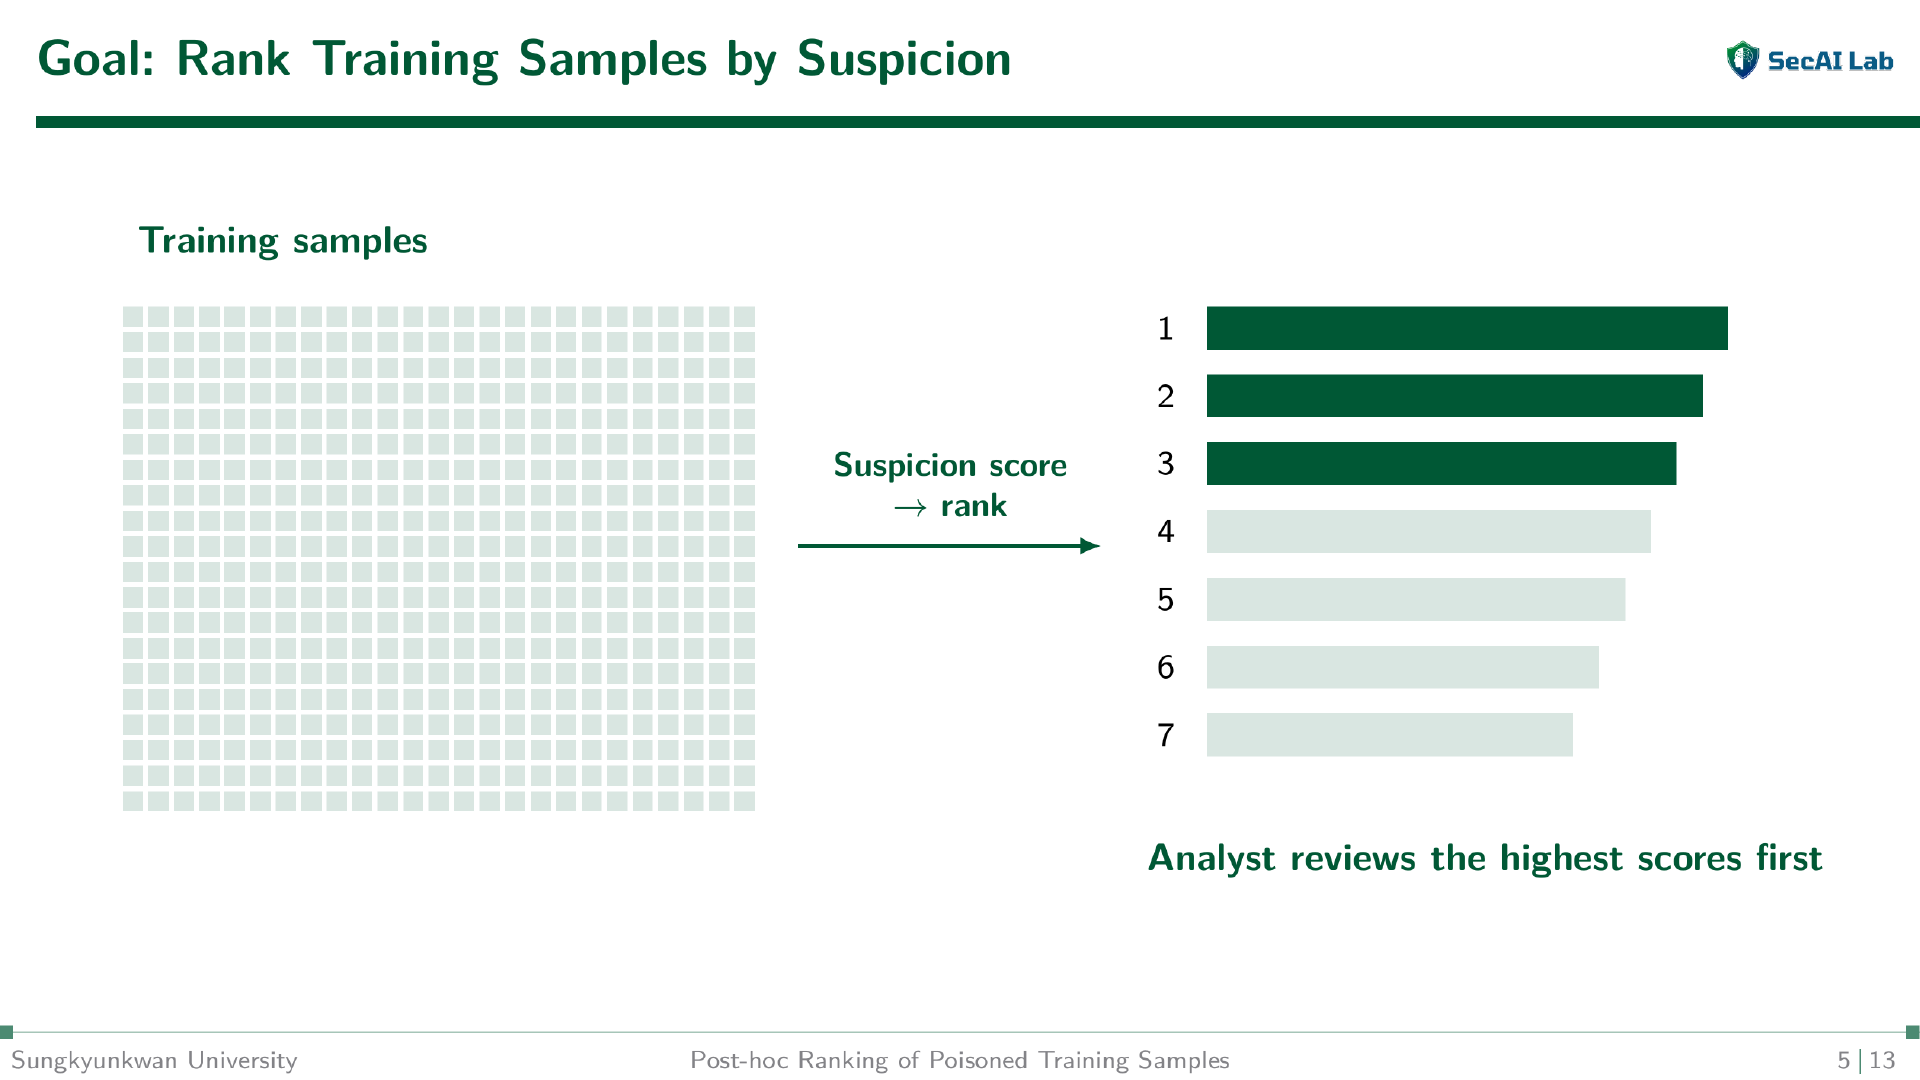 Goal: Rank Training Samples by Suspicion
SecAI Lab
Training samples
Suspicion score
→ rank
1
2
3
4
5
6
7
Analyst reviews the highest scores first
Sungkyunkwan University
Post-hoc Ranking of Poisoned Training Samples
5 | 13